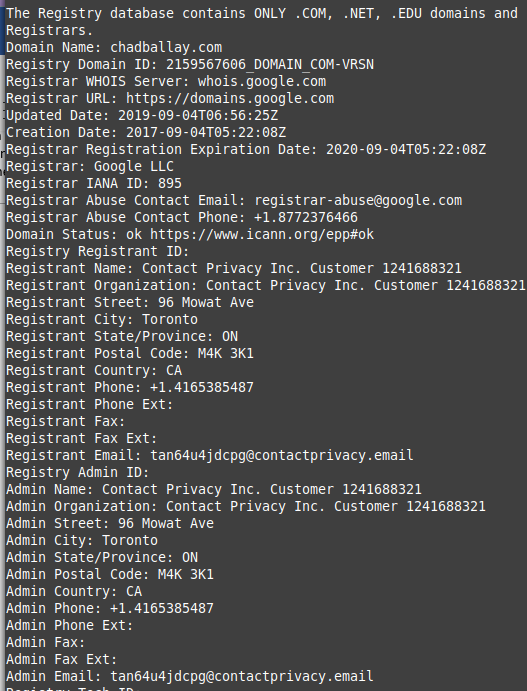 The Registry database contains ONLY .COM, .NET, .EDU domains and
Registrars.
Domain Name: chadballay.com
Registry Domain ID: 2159567606_DOMAIN_COM-VRSN
Registrar WHOIS Server: whois.google.com
Registrar URL: https://domains.google.com
Updated Date: 2019-09-04T06:56:25Z
Creation Date: 2017-09-04T05:22:08Z
Registrar Registration Expiration Date: 2020-09-04T05:22:08Z
Registrar: Google LLC
Registrar IANA ID: 895
Registrar Abuse Contact Email: registrar-abuse@google.com
Registrar Abuse Contact Phone: +1.8772376466
Domain Status: ok https://www.icann.org/epp#ok
Registry Registrant ID:
Registrant Name: Contact Privacy Inc. Customer 1241688321
Registrant Organization: Contact Privacy Inc. Customer 1241688321
Registrant Street: 96 Mowat Ave
Registrant City: Toronto
Registrant State/Province: ON
Registrant Postal Code: M4K 3K1
Registrant Country: CA
Registrant Phone: +1.4165385487
Registrant Phone Ext:
Registrant Fax:
Registrant Fax Ext:
Registrant Email: tan64u4jdcpg@contactprivacy.email
Registry Admin ID:
Admin Name: Contact Privacy Inc. Customer 1241688321
Admin Organization: Contact Privacy Inc. Customer 1241688321
Admin Street: 96 Mowat Ave
Admin City: Toronto
Admin State/Province: ON
Admin Postal Code: M4K 3K1
Admin Country: CA
Admin Phone: +1.4165385487
Admin Phone Ext:
Admin Fax:
Admin Fax Ext:
Admin Email: tan64u4jdcpg@contactprivacy.email
Registry Tech ID: